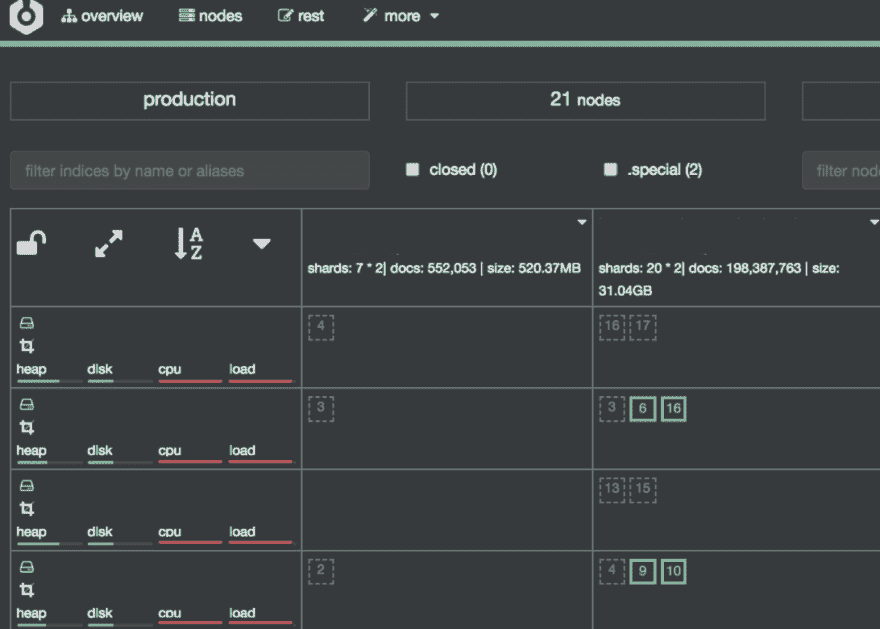 overview nodes rest more
production 21 nodes
filter indices by name or aliases closed (0) .special (2) filter nod
shards: 7 * 2| docs: 552,053 | size: 520.37MB shards: 20 * 2| docs: 198,387,763 | size:
31.04GB
A
Z
4 16 17
heap disk cpu load
3 3 6 16
heap disk cpu load
13 15
heap disk cpu load
2 4 9 10
heap disk cpu load